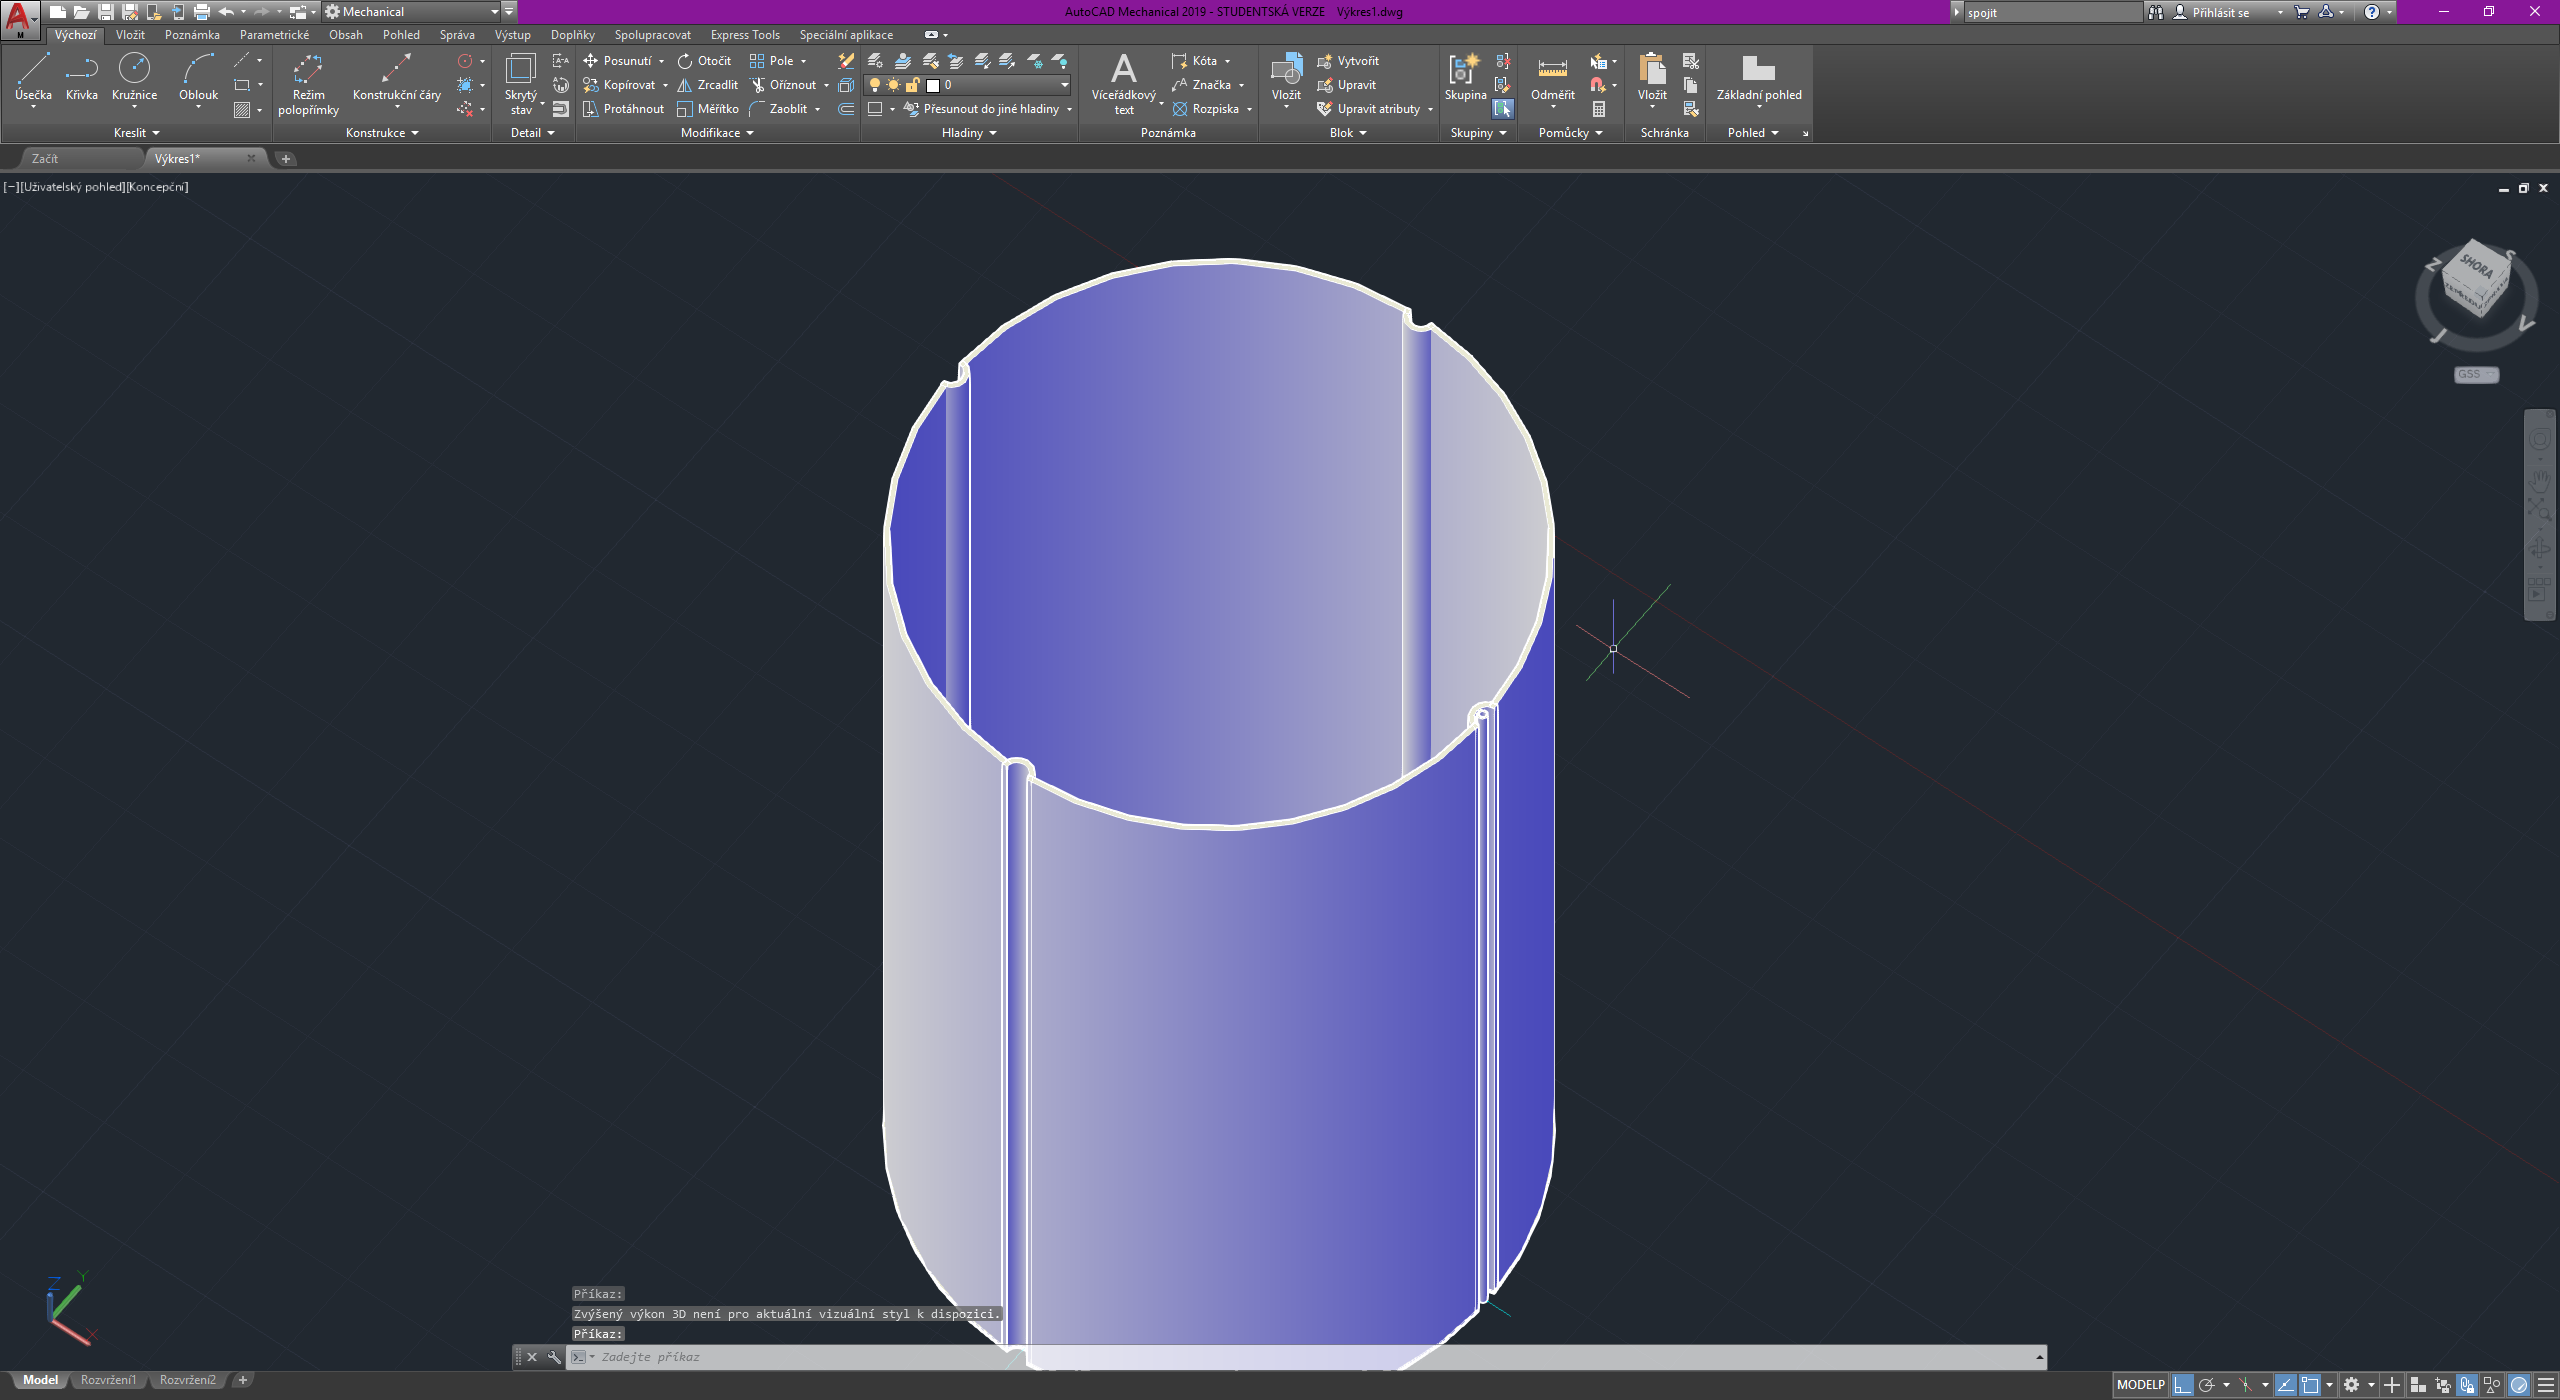 M
Mechanical
AutoCAD Mechanical 2019 - STUDENTSKÁ VERZE Výkres1.dwg
spojit
Přihlásit se
Výchozí Vložit Poznámka Parametrické Obsah Pohled Správa Výstup Doplňky Spolupracovat Express Tools Speciální aplikace
Úsečka Křivka Kružnice Oblouk
Kreslit
Režim polopřímky
Konstrukční čáry
Konstrukce
Skrytý stav
Detail
Posunutí Otočit Pole
Kopírovat Zrcadlit Oříznout
Protáhnout Měřítko Zaoblit
Modifikace
0
Přesunout do jiné hladiny
Hladiny
A
Víceřádkový text
Kóta
Značka
Rozpiska
Poznámka
Vložit
Vytvořit
Upravit
Upravit atributy
Blok
Skupina
Skupiny
Odměřit
Pomůcky
Vložit
Schránka
Základní pohled
Pohled
Začít
Výkres1*
[−][Uživatelský pohled][Koncepční]
SHORA
Z
S
J
V
GSS
Z
Y
X
Příkaz:
Zvýšený výkon 3D není pro aktuální vizuální styl k dispozici.
Příkaz:
Zadejte příkaz
Model Rozvržení1 Rozvržení2
MODELP